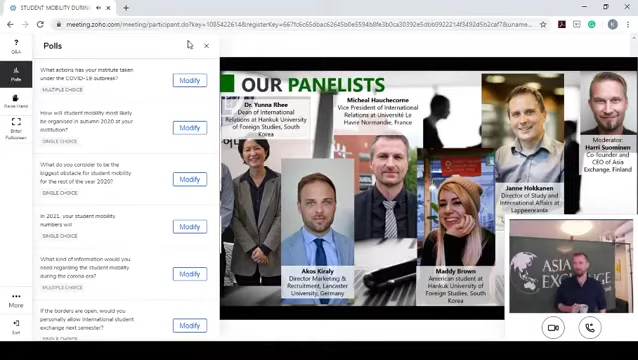 STUDENT MOBILITY DURING
meeting.zoho.com/meeting/participant.do?key=
Q&A
Polls
Raise Hand
Enter
Fullscreen
More
Exit
Polls
What actions has your institute taken
under the COVID-19 outbreak?
MULTIPLE CHOICE
Modify
How will student mobility most likely
be organised in autumn 2020 at your
institution?
SINGLE CHOICE
Modify
What do you consider to be the
biggest obstacle for student mobility
for the rest of the year 2020?
SINGLE CHOICE
Modify
In 2021, your student mobility
numbers will
SINGLE CHOICE
Modify
What kind of information would you
need regarding the student mobility
during the corona era?
MULTIPLE CHOICE
Modify
If the borders are open, would you
personally allow international student
exchange next semester?
SINGLE CHOICE
Modify
OUR PANELISTS
Dr. Yunna Rhee
Dean of International
Relations at Hankuk University
of Foreign Studies, South
Korea
Micheal Hauchecorne
Vice President of International
Relations at Université Le
Havre Normandie, France
Akos Kiraly
Director Marketing &
Recruitment, Lancaster
University, Germany
Maddy Brown
American student at
Hankuk University of
Foreign Studies, South
Korea
Janne Hokkanen
Director of Study and
International Affairs at
Lappeenranta
Moderator:
Harri Suominen
Co-founder and
CEO of Asia
Exchange, Finland
ASIA
EXCHANGE